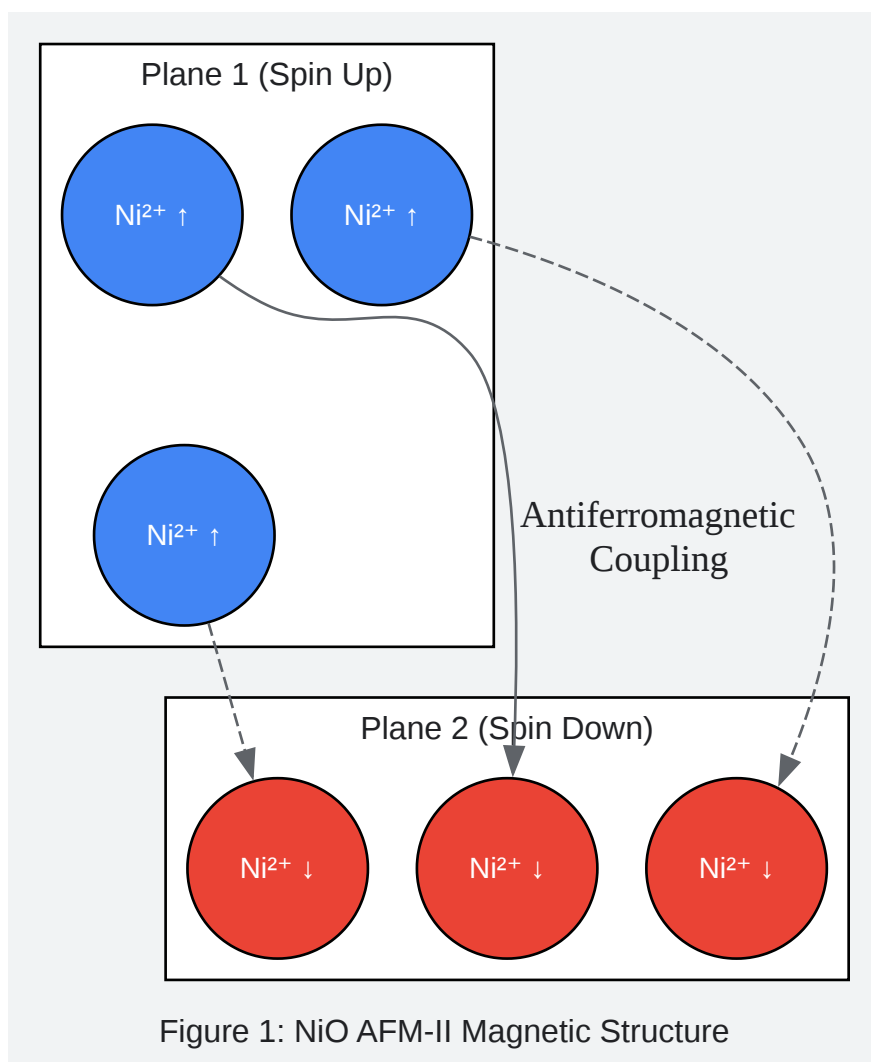 Plane 1 (Spin Up)
Ni²⁺ ↑
Ni²⁺ ↑
Ni²⁺ ↑
Antiferromagnetic
Coupling
Plane 2 (Spin Down)
Ni²⁺ ↓
Ni²⁺ ↓
Ni²⁺ ↓
Figure 1: NiO AFM-II Magnetic Structure